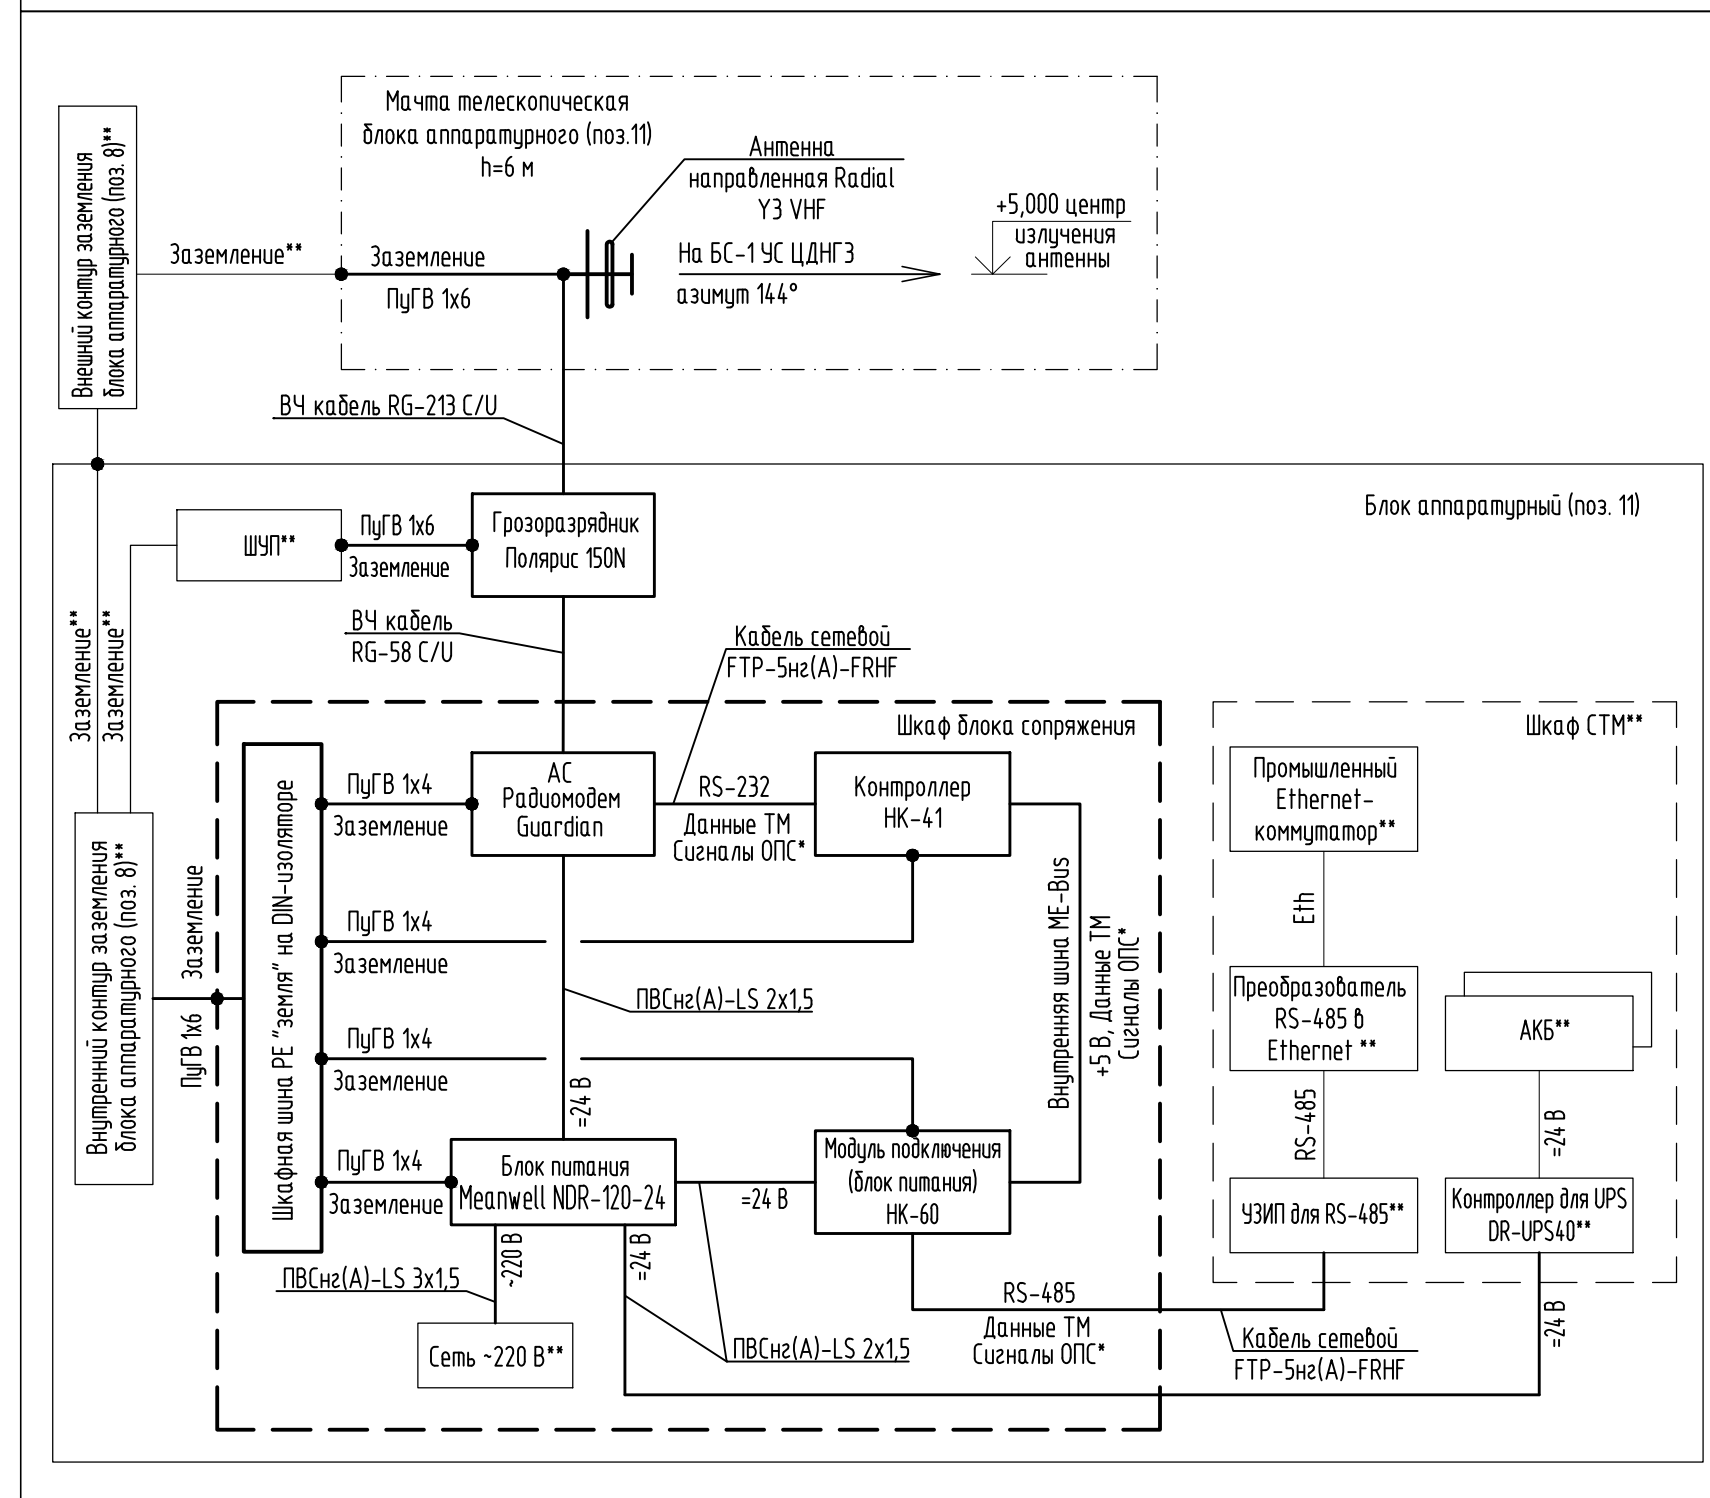 Мачта телескопическая
блока аппаратурного (поз.11)
h=6 м
Антенна
направленная Radial
Y3 VHF
+5,000 центр
излучения
антенны
На БС-1 УС ЦДНГ3
азимут 144°
Внешний контур заземления
блока аппаратурного (поз. 8)**
Заземление**
Заземление
ПуГВ 1х6
ВЧ кабель RG-213 C/U
Блок аппаратурный (поз. 11)
ШУП**
ПуГВ 1х6
Заземление
Грозоразрядник
Полярис 150N
Заземление**
Заземление**
ВЧ кабель
RG-58 C/U
Кабель сетевой
FTP-5нг(А)-FRHF
Шкаф блока сопряжения
Шкаф СТМ**
Внутренний контур заземления
блока аппаратурного (поз. 8)**
Заземление
ПуГВ 1х6
Шкафная шина РЕ "земля" на DIN-изоляторе
ПуГВ 1х4
Заземление
АС
Радиомодем
Guardian
RS-232
Данные ТМ
Сигналы ОПС*
Контроллер
НК-41
Промышленный
Ethernet-
коммутатор**
ПуГВ 1х4
Заземление
Внутренняя шина ME-Bus
+5 В, Данные ТМ
Сигналы ОПС*
Eth
ПВСнг(А)-LS 2х1,5
Преобразователь
RS-485 в
Ethernet **
АКБ**
ПуГВ 1х4
Заземление
=24 В
RS-485
=24 В
ПуГВ 1х4
Заземление
Блок питания
Meanwell NDR-120-24
=24 В
Модуль подключения
(блок питания)
НК-60
УЗИП для RS-485**
Контроллер для UPS
DR-UPS40**
~220 В
=24 В
ПВСнг(А)-LS 3х1,5
RS-485
Данные ТМ
Сигналы ОПС*
=24 В
Сеть ~220 В**
ПВСнг(А)-LS 2х1,5
Кабель сетевой
FTP-5нг(А)-FRHF